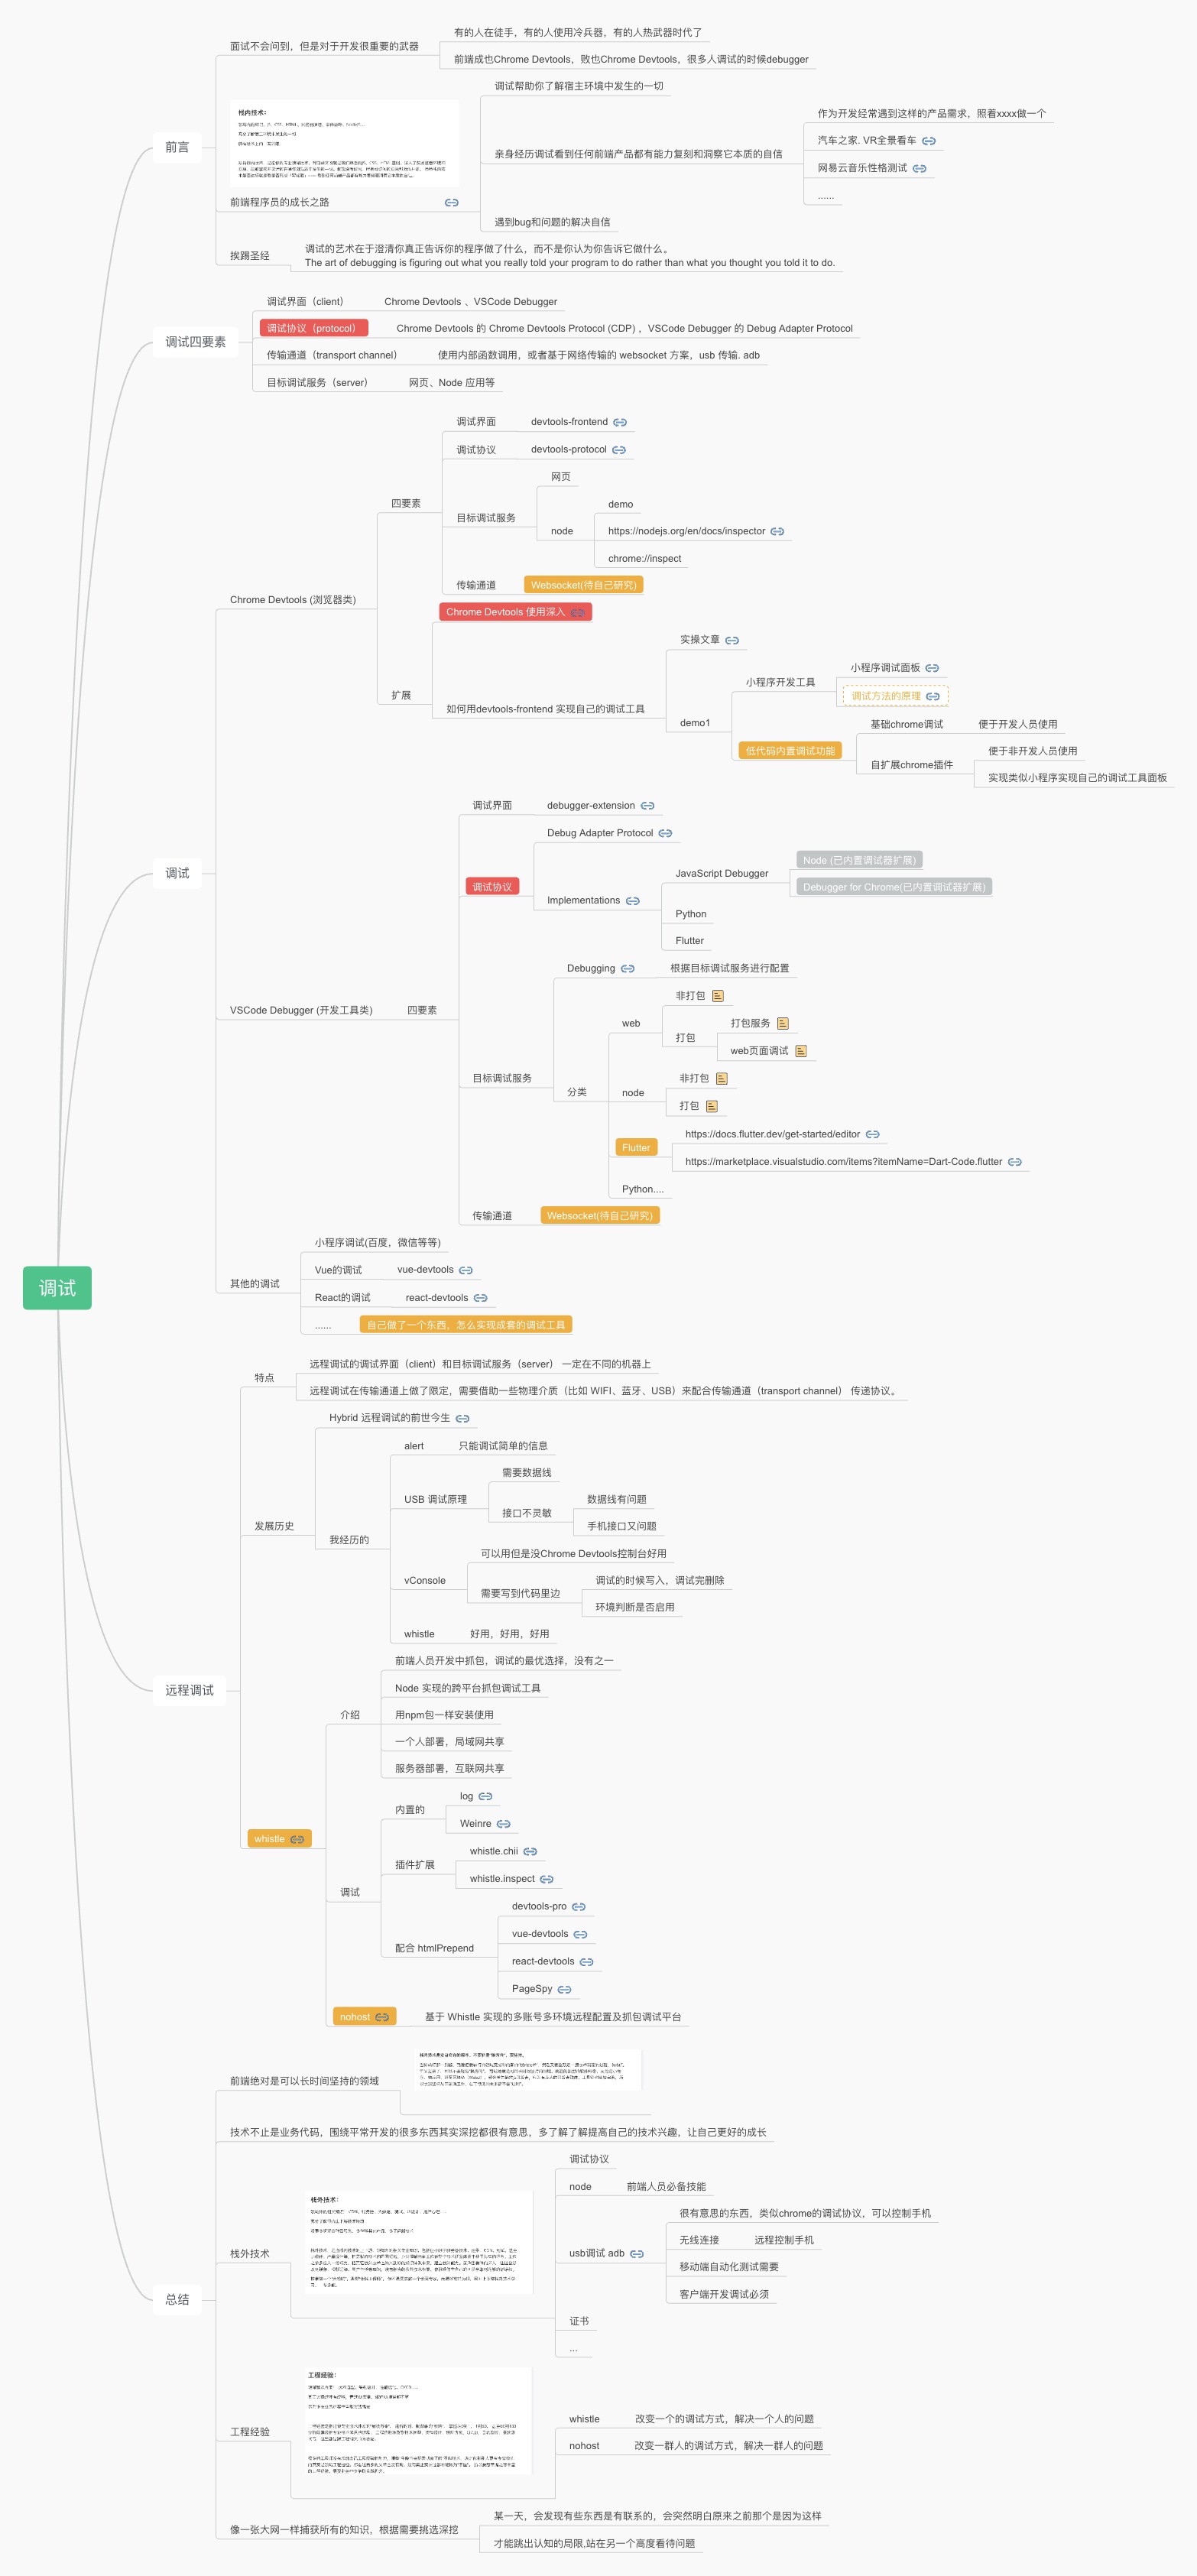 有的人在徒手，有的人使用冷兵器，有的人热武器时代了
面试不会问到，但是对于开发很重要的武器
前端成也Chrome Devtools，败也Chrome Devtools，很多人调试的时候debugger
调试帮助你了解宿主环境中发生的一切
栈内技术：
作为开发经常遇到这样的产品需求，照着xxxx做一个
汽车之家. VR全景看车
前言
亲身经历调试看到任何前端产品都有能力复刻和洞察它本质的自信
网易云音乐性格测试
......
前端程序员的成长之路
遇到bug和问题的解决自信
挨踢圣经
调试的艺术在于澄清你真正告诉你的程序做了什么，而不是你认为你告诉它做什么。
The art of debugging is figuring out what you really told your program to do rather than what you thought you told it to do.
调试界面（client）
Chrome Devtools 、VSCode Debugger
调试协议（protocol）
Chrome Devtools 的 Chrome Devtools Protocol (CDP) ，VSCode Debugger 的 Debug Adapter Protocol
调试四要素
传输通道（transport channel）
使用内部函数调用，或者基于网络传输的 websocket 方案，usb 传输. adb
目标调试服务（server）
网页、Node 应用等
调试界面
devtools-frontend
调试协议
devtools-protocol
网页
四要素
demo
目标调试服务
node
https://nodejs.org/en/docs/inspector
chrome://inspect
传输通道
Websocket(待自己研究)
Chrome Devtools (浏览器类)
Chrome Devtools 使用深入
实操文章
小程序调试面板
小程序开发工具
扩展
调试方法的原理
如何用devtools-frontend 实现自己的调试工具
demo1
基础chrome调试
便于开发人员使用
低代码内置调试功能
便于非开发人员使用
自扩展chrome插件
实现类似小程序实现自己的调试工具面板
调试界面
debugger-extension
Debug Adapter Protocol
Node (已内置调试器扩展)
调试
JavaScript Debugger
调试协议
Debugger for Chrome(已内置调试器扩展)
Implementations
Python
Flutter
Debugging
根据目标调试服务进行配置
非打包
VSCode Debugger (开发工具类)
四要素
web
打包服务
打包
web页面调试
目标调试服务
非打包
分类
node
打包
https://docs.flutter.dev/get-started/editor
Flutter
https://marketplace.visualstudio.com/items?itemName=Dart-Code.flutter
Python....
传输通道
Websocket(待自己研究)
小程序调试(百度，微信等等)
Vue的调试
vue-devtools
其他的调试
调试
React的调试
react-devtools
......
自己做了一个东西，怎么实现成套的调试工具
远程调试的调试界面（client）和目标调试服务（server） 一定在不同的机器上
特点
远程调试在传输通道上做了限定，需要借助一些物理介质（比如 WIFI、蓝牙、USB）来配合传输通道（transport channel） 传递协议。
Hybrid 远程调试的前世今生
alert
只能调试简单的信息
需要数据线
USB 调试原理
数据线有问题
接口不灵敏
发展历史
手机接口又问题
我经历的
可以用但是没Chrome Devtools控制台好用
vConsole
调试的时候写入，调试完删除
需要写到代码里边
环境判断是否启用
whistle
好用，好用，好用
前端人员开发中抓包，调试的最优选择，没有之一
远程调试
Node 实现的跨平台抓包调试工具
介绍
用npm包一样安装使用
一个人部署，局域网共享
服务器部署，互联网共享
log
内置的
Weinre
whistle
whistle.chii
插件扩展
whistle.inspect
调试
devtools-pro
vue-devtools
配合 htmlPrepend
react-devtools
PageSpy
nohost
基于 Whistle 实现的多账号多环境远程配置及抓包调试平台
前端绝对是可以长时间坚持的领域
技术不止是业务代码，围绕平常开发的很多东西其实深挖都很有意思，多了解了解提高自己的技术兴趣，让自己更好的成长
调试协议
node
前端人员必备技能
栈外技术：
很有意思的东西，类似chrome的调试协议，可以控制手机
无线连接
远程控制手机
栈外技术
usb调试 adb
移动端自动化测试需要
客户端开发调试必须
总结
证书
...
工程经验：
whistle
改变一个的调试方式，解决一个人的问题
工程经验
nohost
改变一群人的调试方式，解决一群人的问题
某一天，会发现有些东西是有联系的，会突然明白原来之前那个是因为这样
像一张大网一样捕获所有的知识，根据需要挑选深挖
才能跳出认知的局限,站在另一个高度看待问题